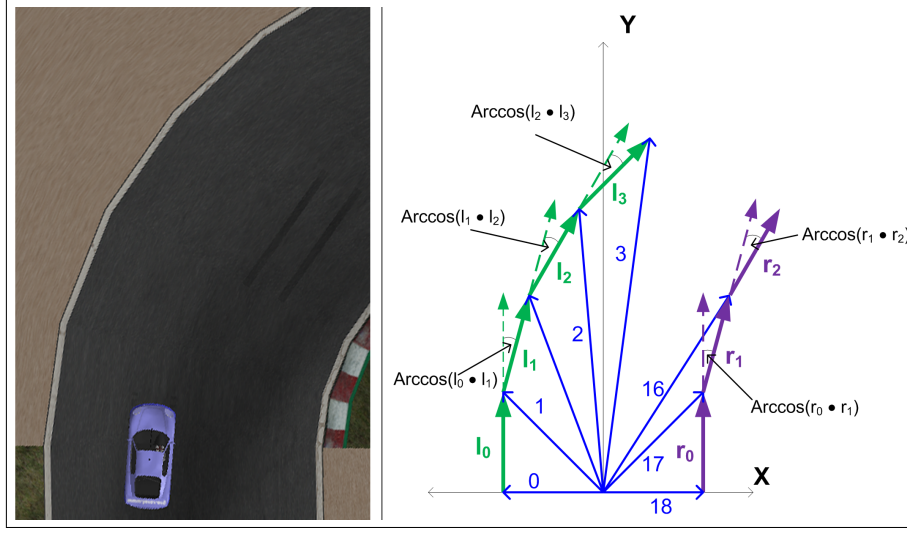 Y
Arccos(l₂ • l₃)
l₃
Arccos(l₁ • l₂)
3
Arccos(r₁ • r₂)
l₂
r₂
2
l₁
r₁
Arccos(l₀ • l₁)
16
1
Arccos(r₀ • r₁)
l₀
17
r₀
0
X
18